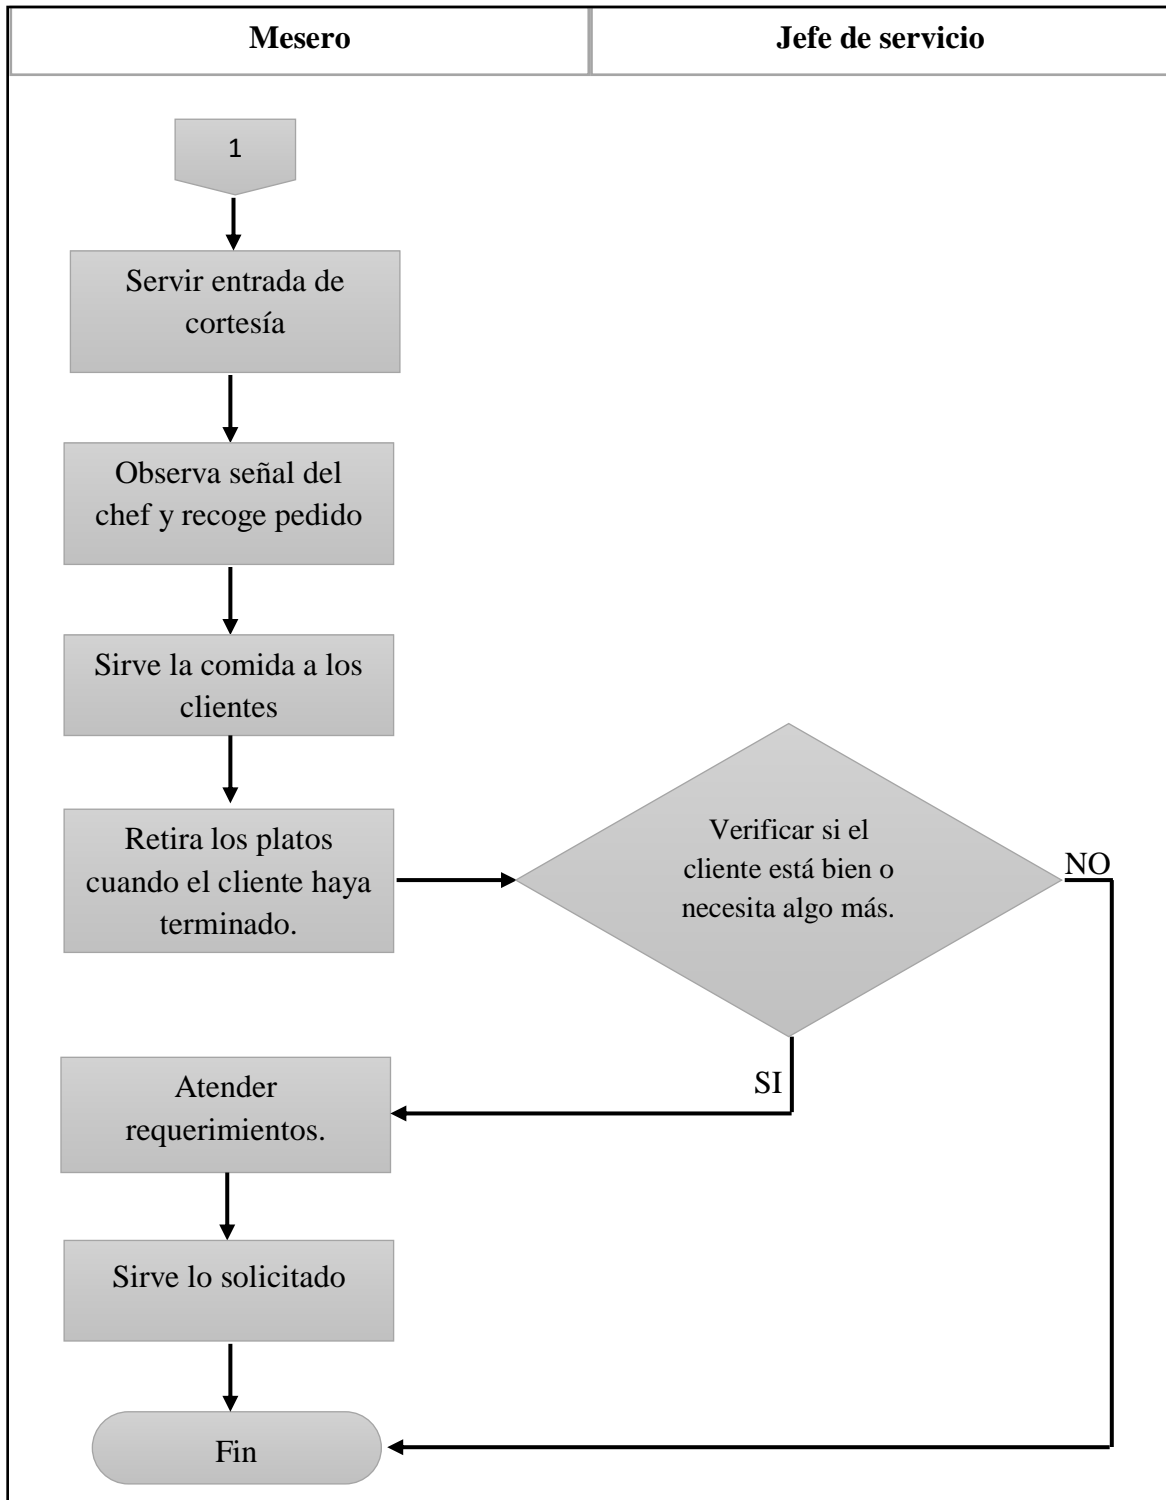 Mesero
Jefe de servicio
1
Servir entrada de
cortesía
Observa señal del
chef y recoge pedido
Sirve la comida a los
clientes
Retira los platos
cuando el cliente haya
terminado.
Verificar si el
cliente está bien o
necesita algo más.
NO
SI
Atender
requerimientos.
Sirve lo solicitado
Fin